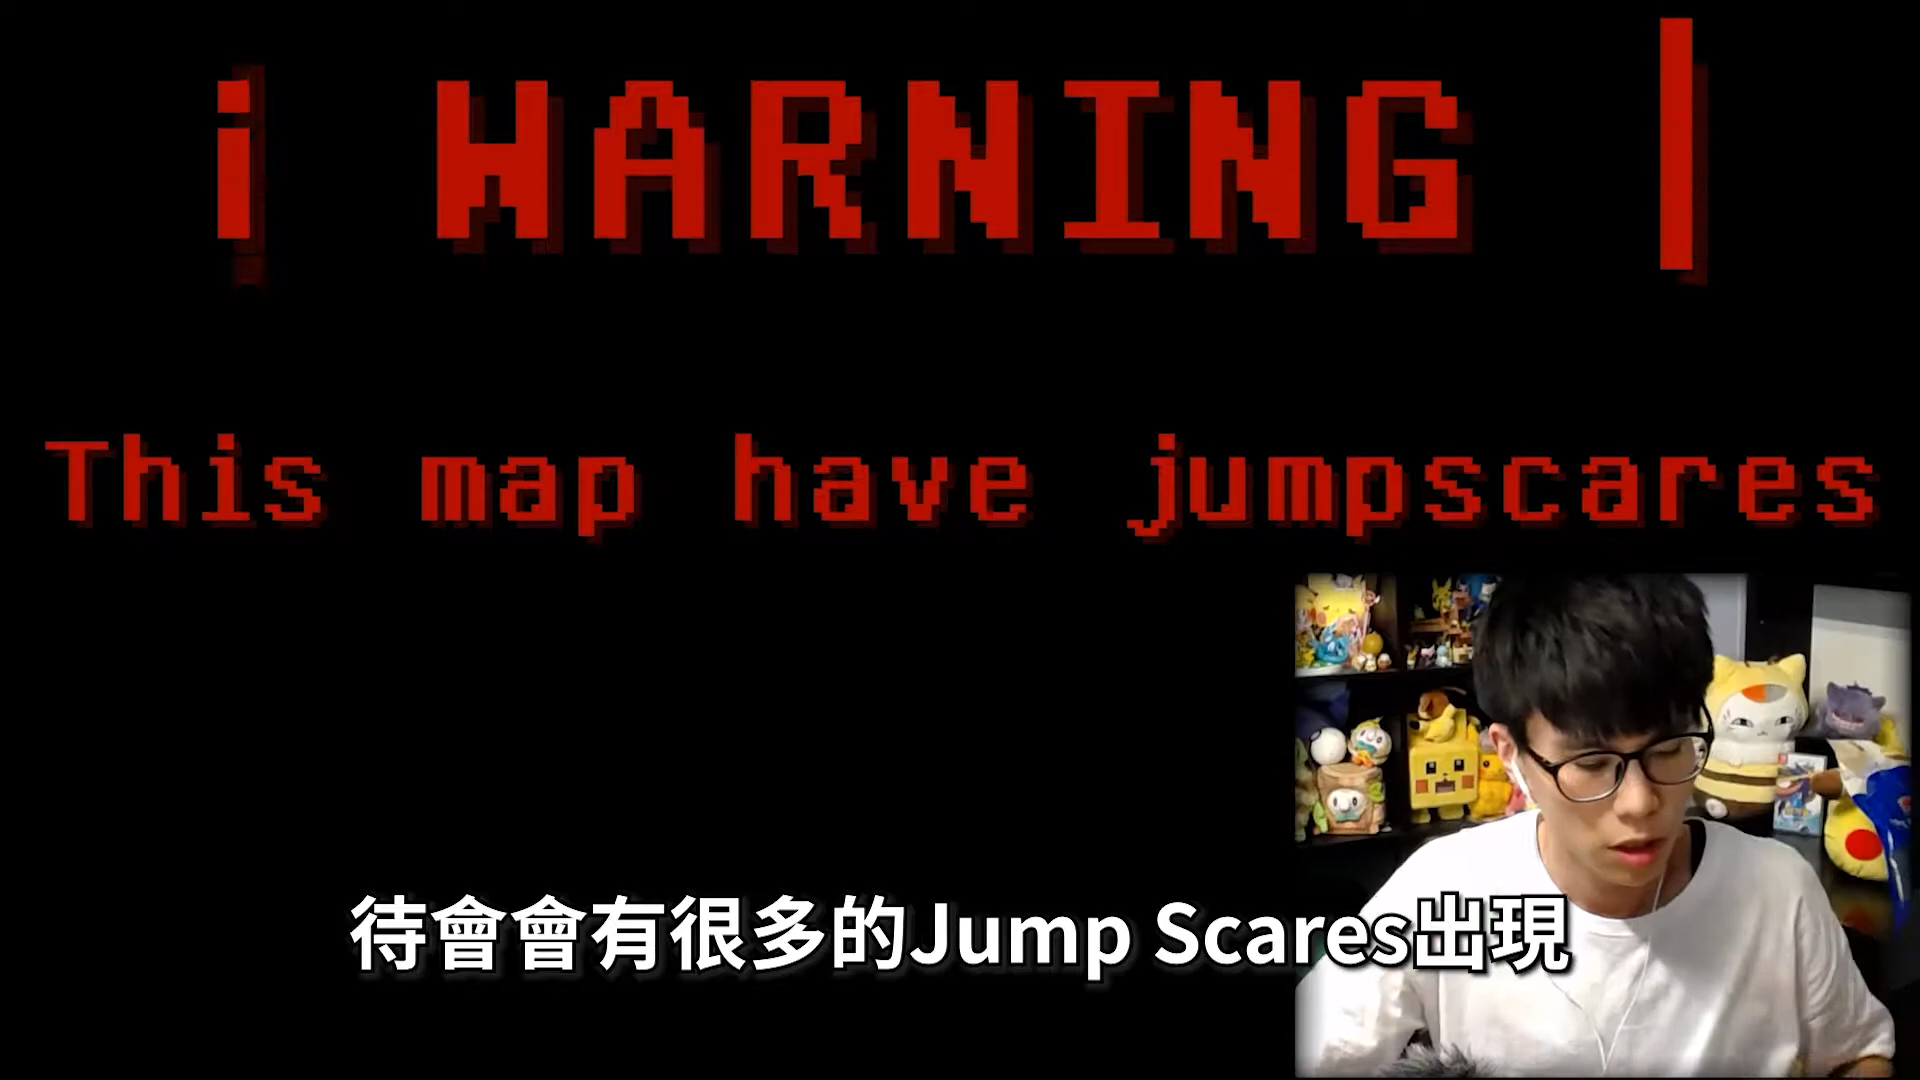 ¡ WARNING |
This map have jumpscares
待會會有很多的Jump Scares出現